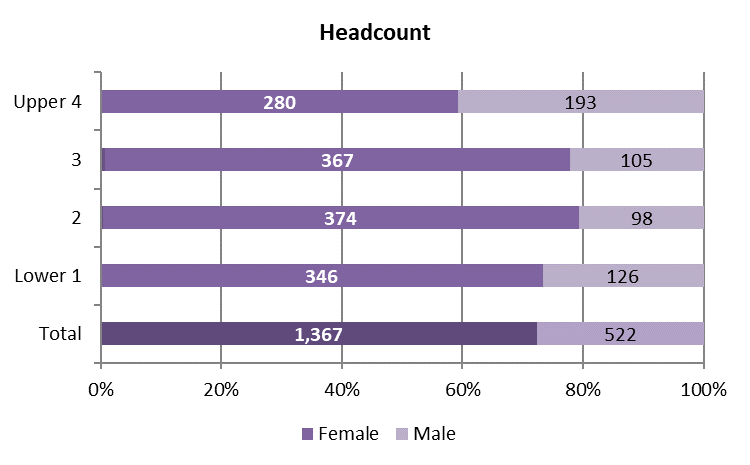 Headcount
Upper 4 280 193
3 367 105
2 374 98
Lower 1 346 126
Total 1,367 522
0% 20% 40% 60% 80% 100%
Female Male